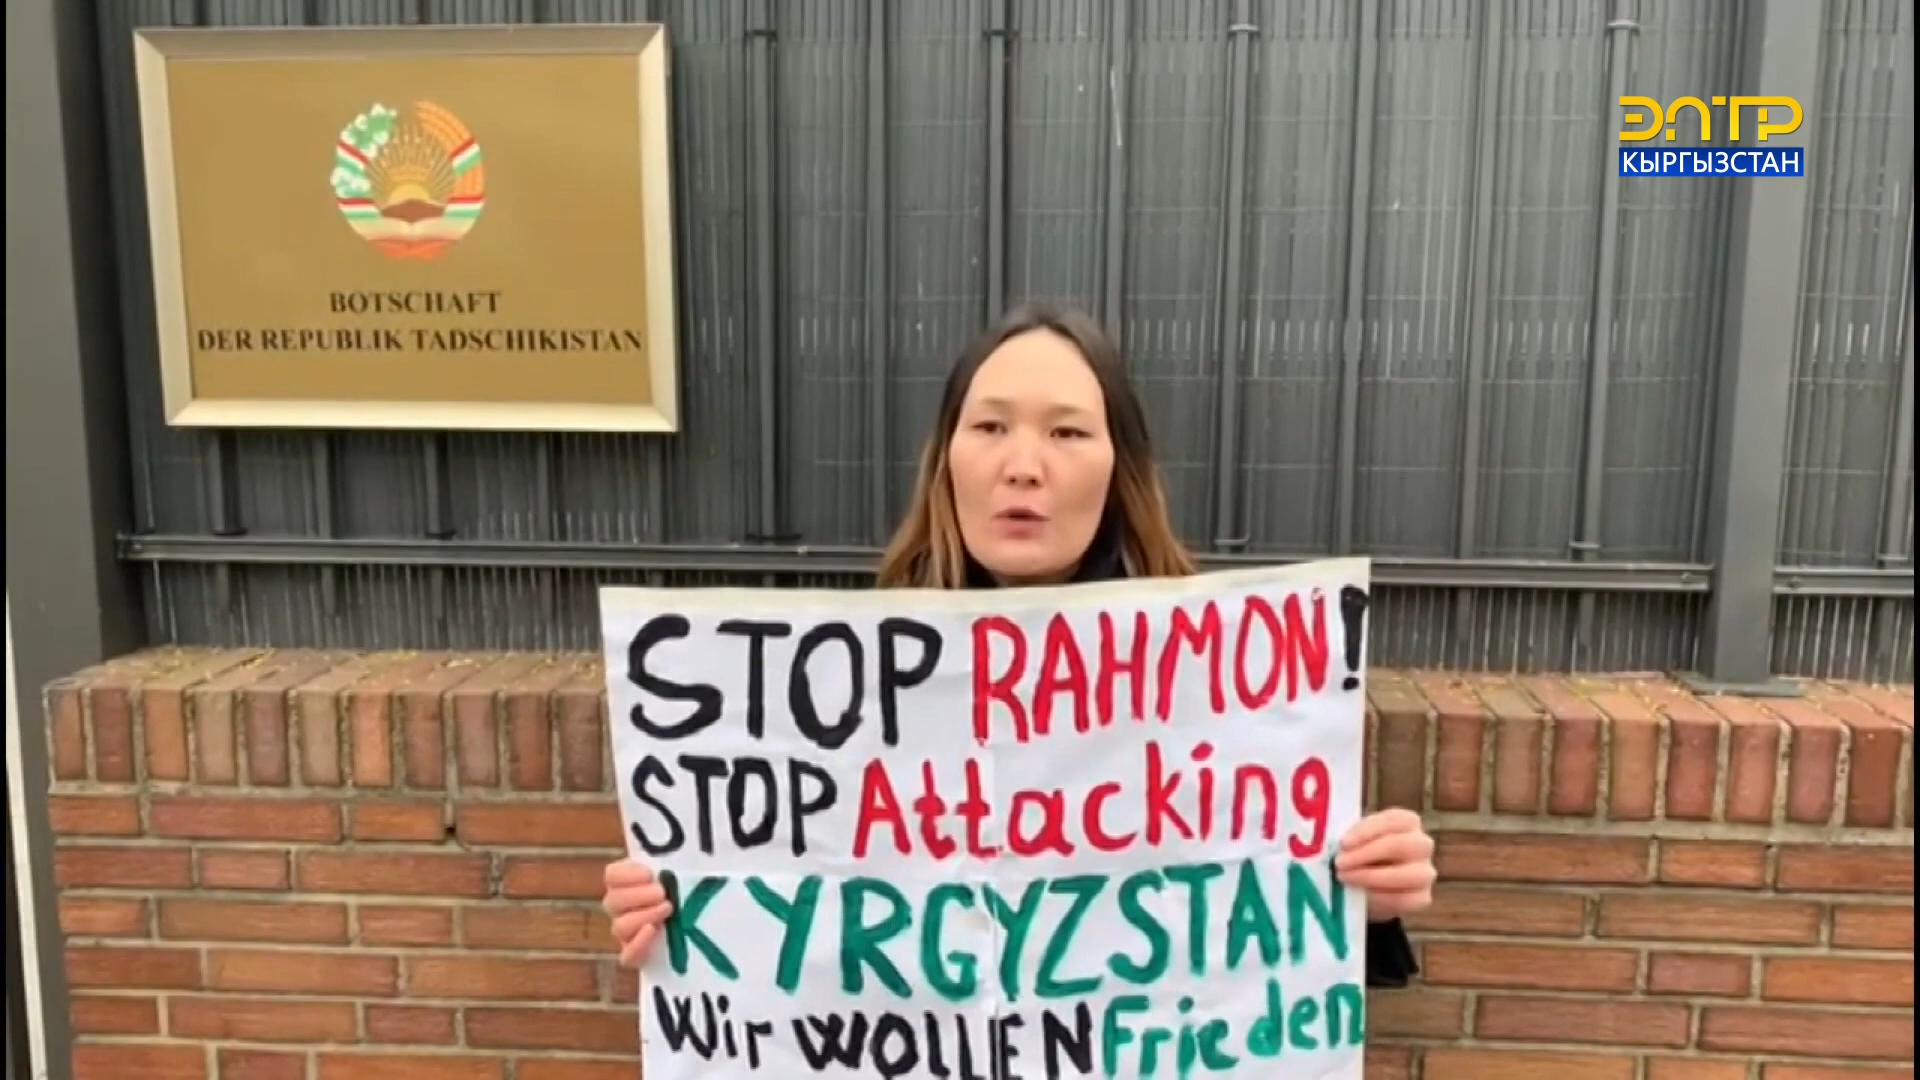 ЭЛТР
КЫРГЫЗСТАН
BOTSCHAFT
DER REPUBLIK TADSCHIKISTAN
STOP RAHMON!
STOP Attacking
KYRGYZSTAN
Wir WOLLEN Frieden